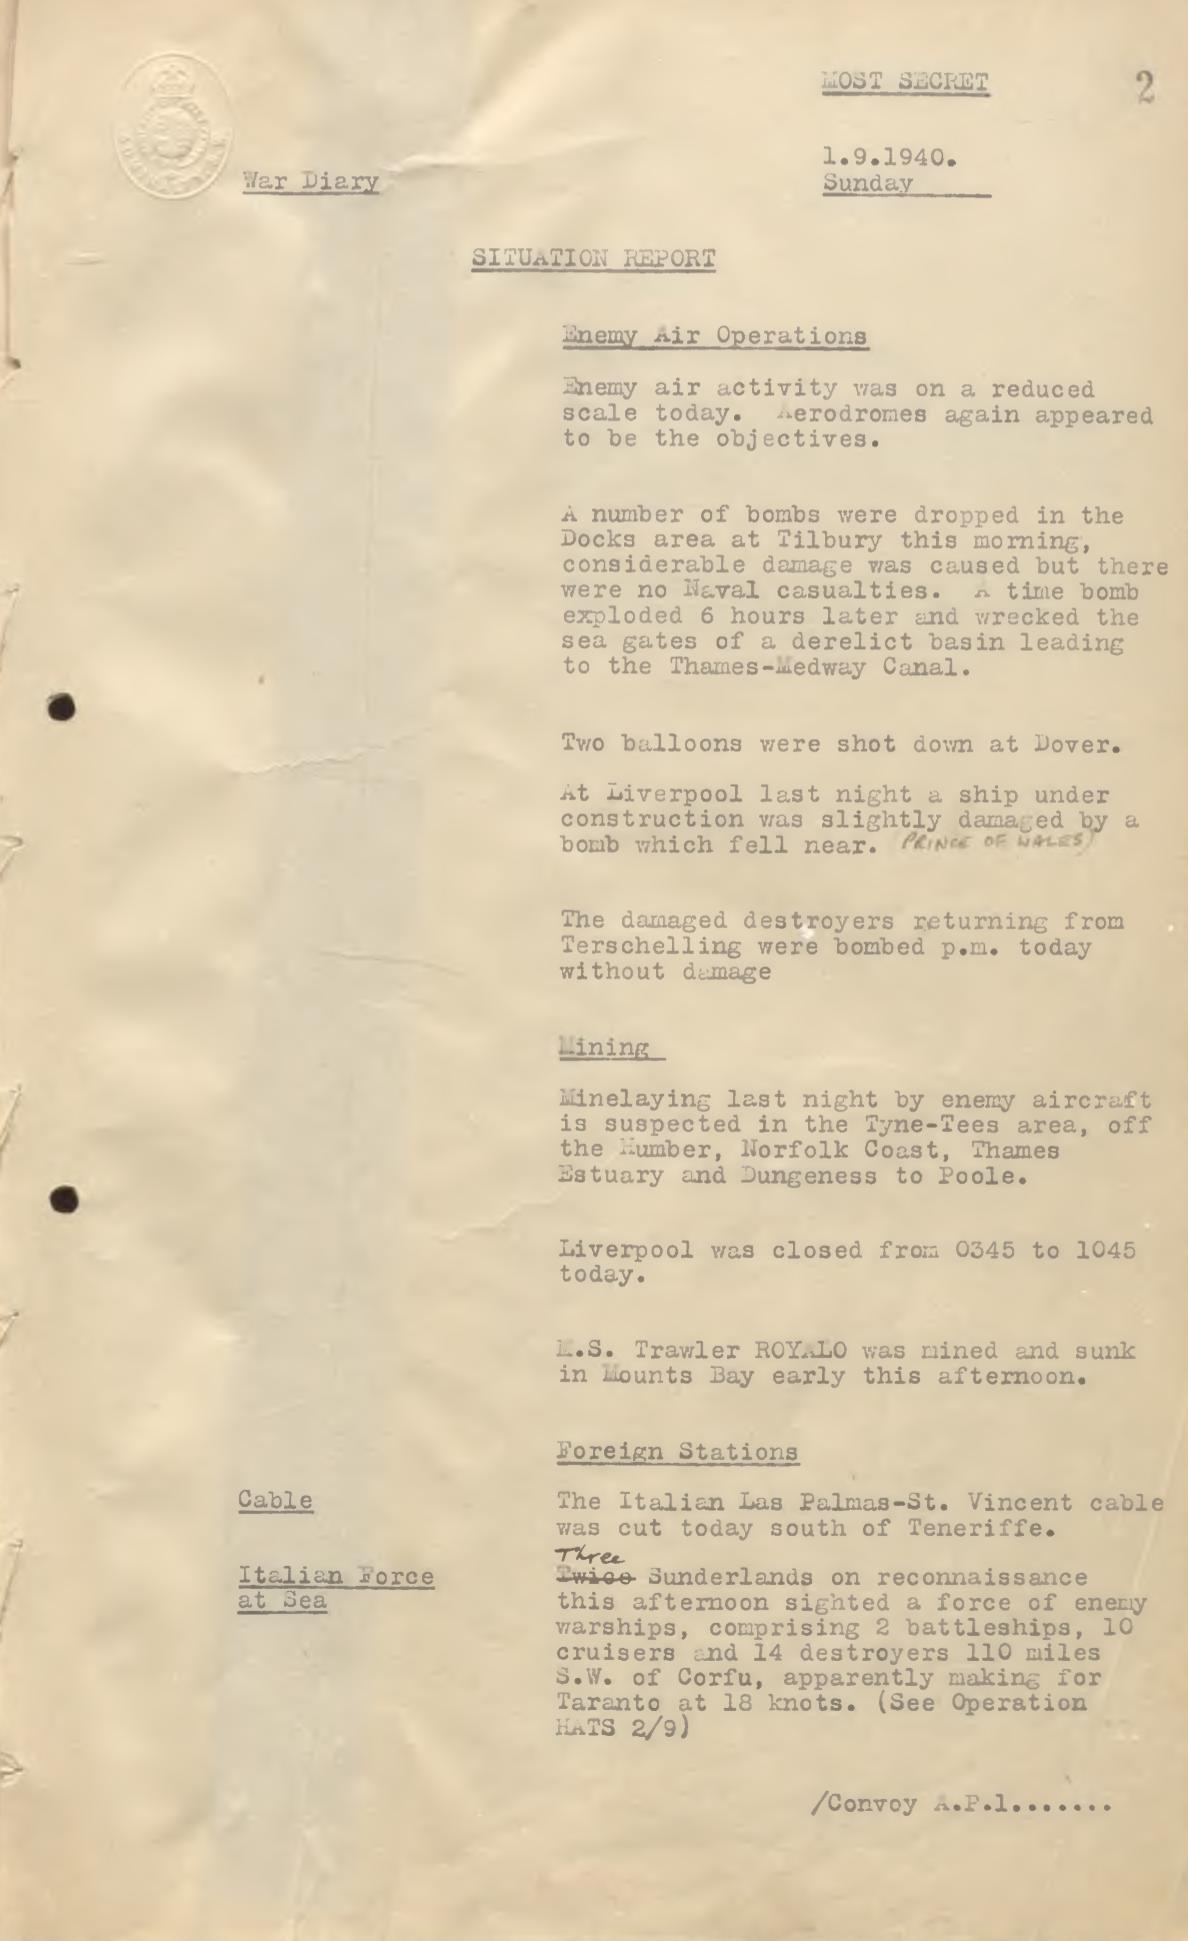 MOST SECRET
2
1.9.1940.
War Diary
Sunday
SITUATION REPORT
Enemy Air Operations
Enemy air activity was on a reduced
scale today. Aerodromes again appeared
to be the objectives.
A number of bombs were dropped in the
Docks area at Tilbury this morning,
considerable damage was caused but there
were no Naval casualties. A time bomb
exploded 6 hours later and wrecked the
sea gates of a derelict basin leading
to the Thames-Medway Canal.
Two balloons were shot down at Dover.
At Liverpool last night a ship under
construction was slightly damaged by a
bomb which fell near. (PRINCE OF WALES)
The damaged destroyers returning from
Terschelling were bombed p.m. today
without damage
Mining
Minelaying last night by enemy aircraft
is suspected in the Tyne-Tees area, off
the Humber, Norfolk Coast, Thames
Estuary and Dungeness to Poole.
Liverpool was closed from 0345 to 1045
today.
M.S. Trawler ROYALO was mined and sunk
in Mounts Bay early this afternoon.
Foreign Stations
Cable
The Italian Las Palmas-St. Vincent cable
was cut today south of Teneriffe.
Three
Italian Force
at Sea
Twice Sunderlands on reconnaissance
this afternoon sighted a force of enemy
warships, comprising 2 battleships, 10
cruisers and 14 destroyers 110 miles
S.W. of Corfu, apparently making for
Taranto at 18 knots. (See Operation
HATS 2/9)
/Convoy A.P.1.......